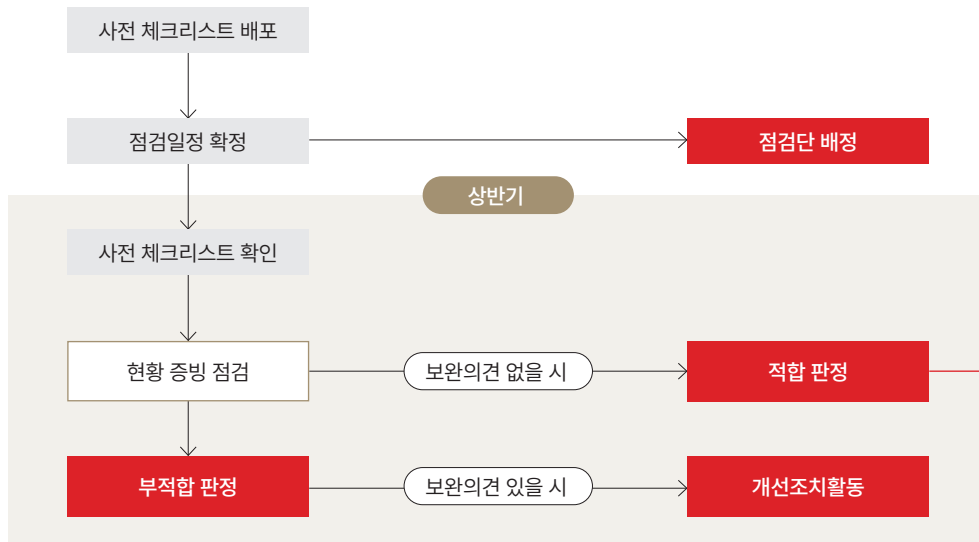 사전 체크리스트 배포
점검일정 확정
점검단 배정
상반기
사전 체크리스트 확인
현황 증빙 점검
보완의견 없을 시
적합 판정
부적합 판정
보완의견 있을 시
개선조치활동